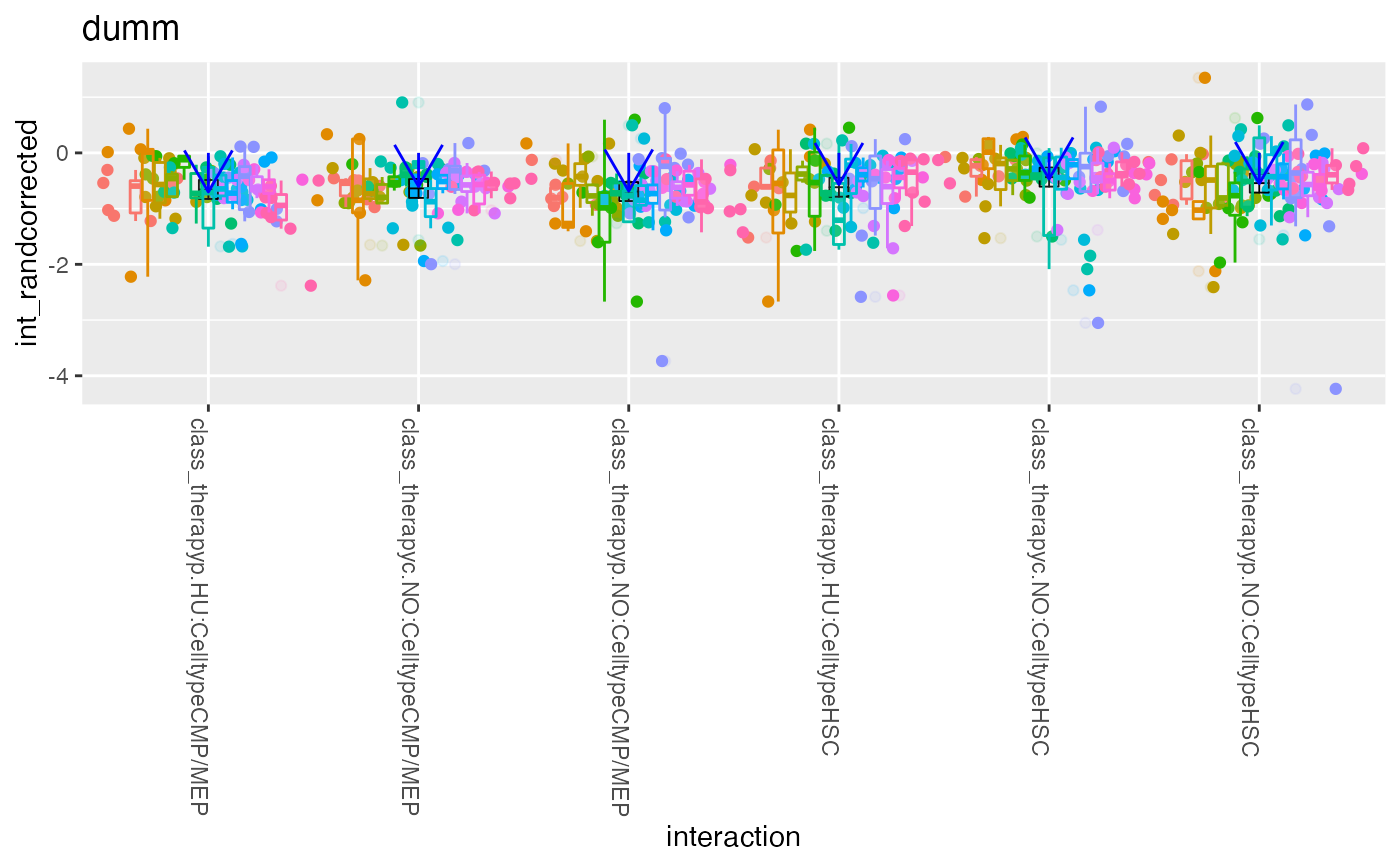 dumm
int_randcorrected
0
-2
-4
class_therapyp.HU:CelltypeCMP/MEP
class_therapyc.NO:CelltypeCMP/MEP
class_therapyp.NO:CelltypeCMP/MEP
class_therapyp.HU:CelltypeHSC
class_therapyc.NO:CelltypeHSC
class_therapyp.NO:CelltypeHSC
interaction